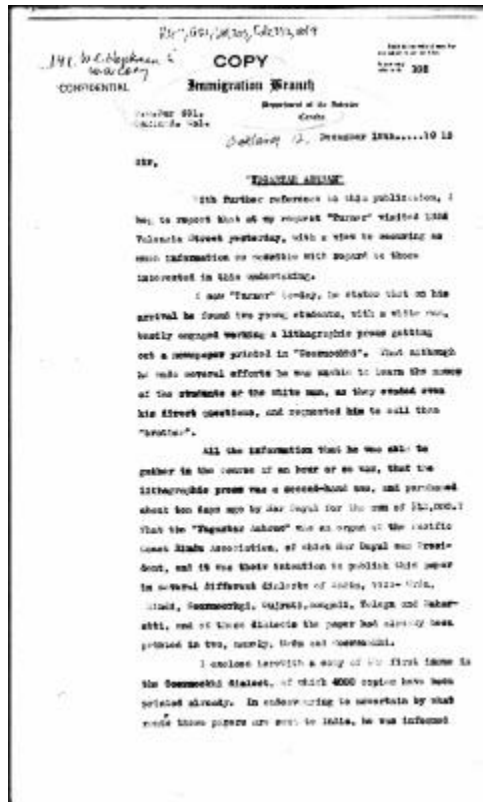 COPY
CONFIDENTIAL
Immigration Branch
Department of the Interior
Canada
Oakland
December
Sir,
"YUGANTAR ASHRAM"
With further reference to this publication, I
beg to report that at my request "Turner" visited
Valencia Street yesterday, with a view to securing as
much information as possible with regard to those
interested in this undertaking.
I saw "Turner" to-day, he states that on his
arrival he found two young students, with a white man,
busily engaged working a lithographic press getting
out a newspaper printed in "Goormookhi". That although
he made several efforts he was unable to learn the names
of the students or the white man, as they evaded even
his direct questions, and requested him to call them
"brother".
All the information that he was able to
gather in the course of an hour or so was, that the
lithographic press was a second-hand one, and purchased
about ten days ago by Har Dayal for the sum of
That the "Yugantar Ashram" was an organ of the Pacific
Coast Hindu Association, of which Har Dayal was Presi-
dent, and it was their intention to publish this paper
in several different dialects of India, Urdu,
Hindi, Goormookhi, Gujrati, Bengali, and
and of these dialects the paper had already been
printed in two, namely, Urdu and Goormookhi.
I enclose herewith a copy of the first issue in
the Goormookhi dialect, of which 4000 copies have been
printed already. In endeavouring to ascertain by what
these papers are sent to India, he was informed